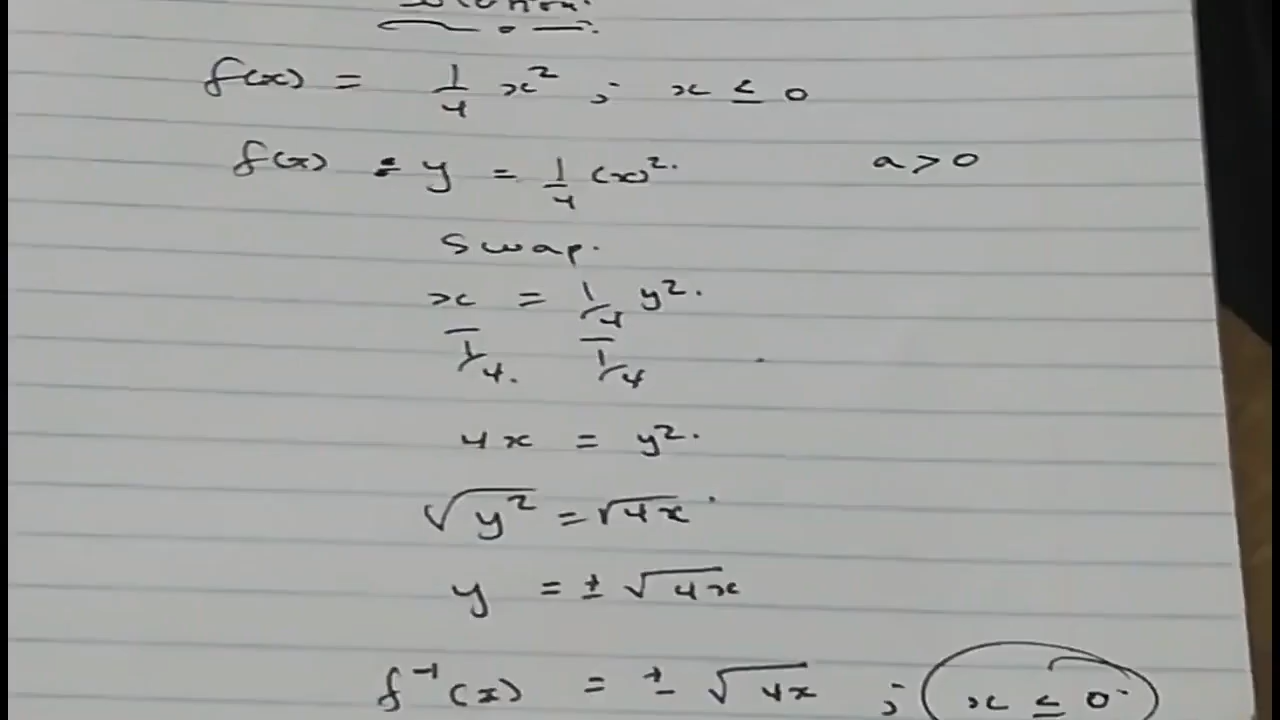 f(x) = 1/4 x² ; x ≤ 0
f(x) = y = 1/4 (x)². a > 0
Swap.
x = 1/4 y².
1/4. 1/4
4x = y².
√y² = √4x
y = ± √4x
f⁻¹(x) = ± √4x ; x ≤ 0